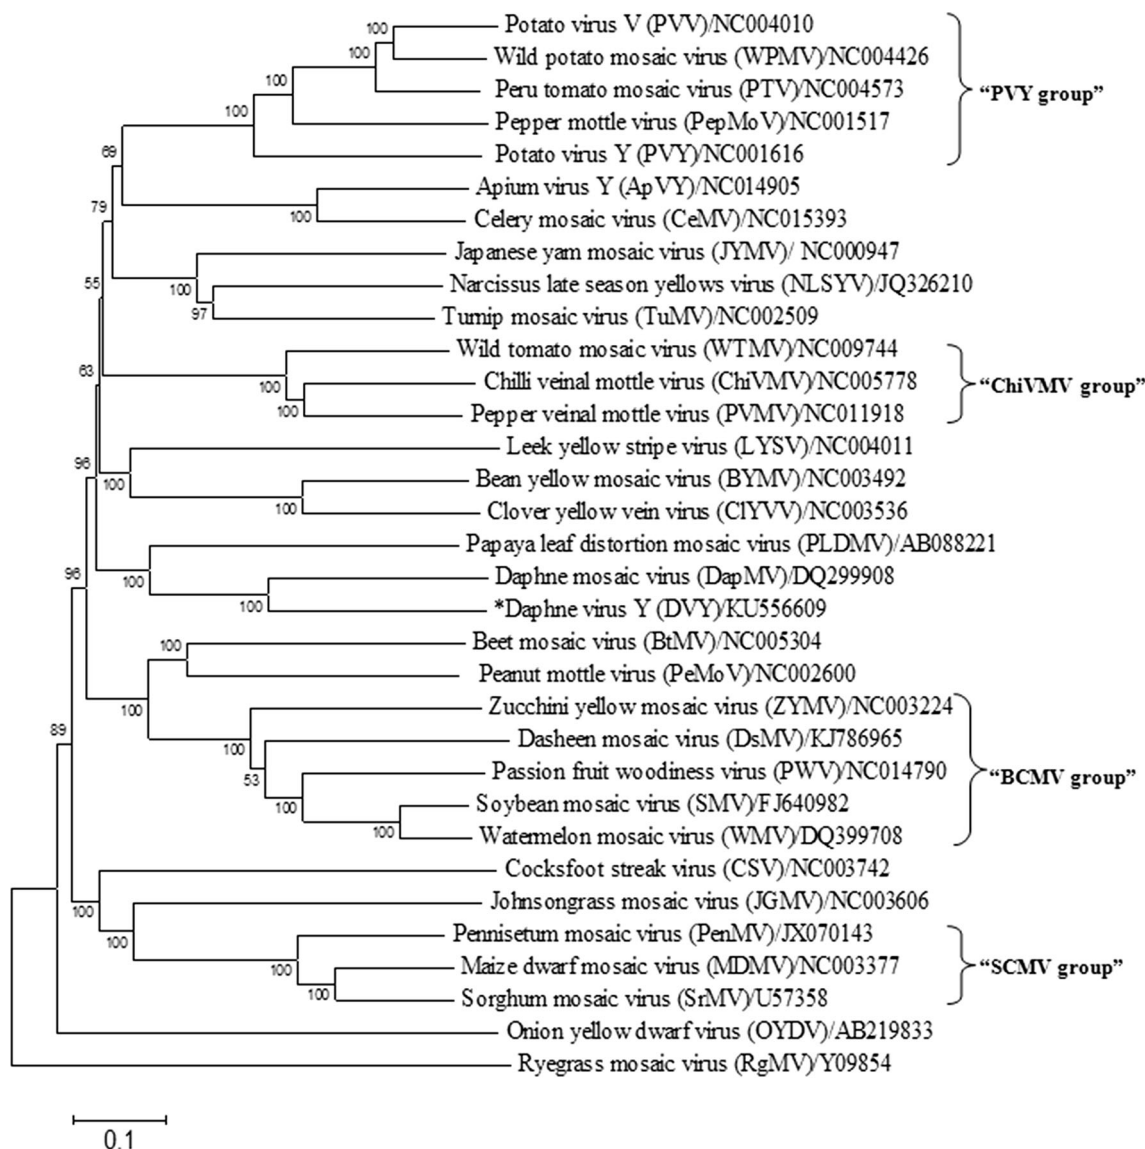 Potato virus V (PVV)/NC004010
Wild potato mosaic virus (WPMV)/NC004426
Peru tomato mosaic virus (PTV)/NC004573
Pepper mottle virus (PepMoV)/NC001517
Potato virus Y (PVY)/NC001616
"PVY group"
Apium virus Y (ApVY)/NC014905
Celery mosaic virus (CeMV)/NC015393
Japanese yam mosaic virus (JYMV)/ NC000947
Narcissus late season yellows virus (NLSYV)/JQ326210
Turnip mosaic virus (TuMV)/NC002509
Wild tomato mosaic virus (WTMV)/NC009744
Chilli veinal mottle virus (ChiVMV)/NC005778
Pepper veinal mottle virus (PVMV)/NC011918
"ChiVMV group"
Leek yellow stripe virus (LYSV)/NC004011
Bean yellow mosaic virus (BYMV)/NC003492
Clover yellow vein virus (ClYVV)/NC003536
Papaya leaf distortion mosaic virus (PLDMV)/AB088221
Daphne mosaic virus (DapMV)/DQ299908
*Daphne virus Y (DVY)/KU556609
Beet mosaic virus (BtMV)/NC005304
Peanut mottle virus (PeMoV)/NC002600
Zucchini yellow mosaic virus (ZYMV)/NC003224
Dasheen mosaic virus (DsMV)/KJ786965
Passion fruit woodiness virus (PWV)/NC014790
Soybean mosaic virus (SMV)/FJ640982
Watermelon mosaic virus (WMV)/DQ399708
"BCMV group"
Cocksfoot streak virus (CSV)/NC003742
Johnsongrass mosaic virus (JGMV)/NC003606
Pennisetum mosaic virus (PenMV)/JX070143
Maize dwarf mosaic virus (MDMV)/NC003377
Sorghum mosaic virus (SrMV)/U57358
"SCMV group"
Onion yellow dwarf virus (OYDV)/AB219833
Ryegrass mosaic virus (RgMV)/Y09854
100
100
100
100
69
100
79
100
97
55
100
100
63
100
100
96
100
100
96
100
100
100
53
100
100
89
100
100
100
100
0.1